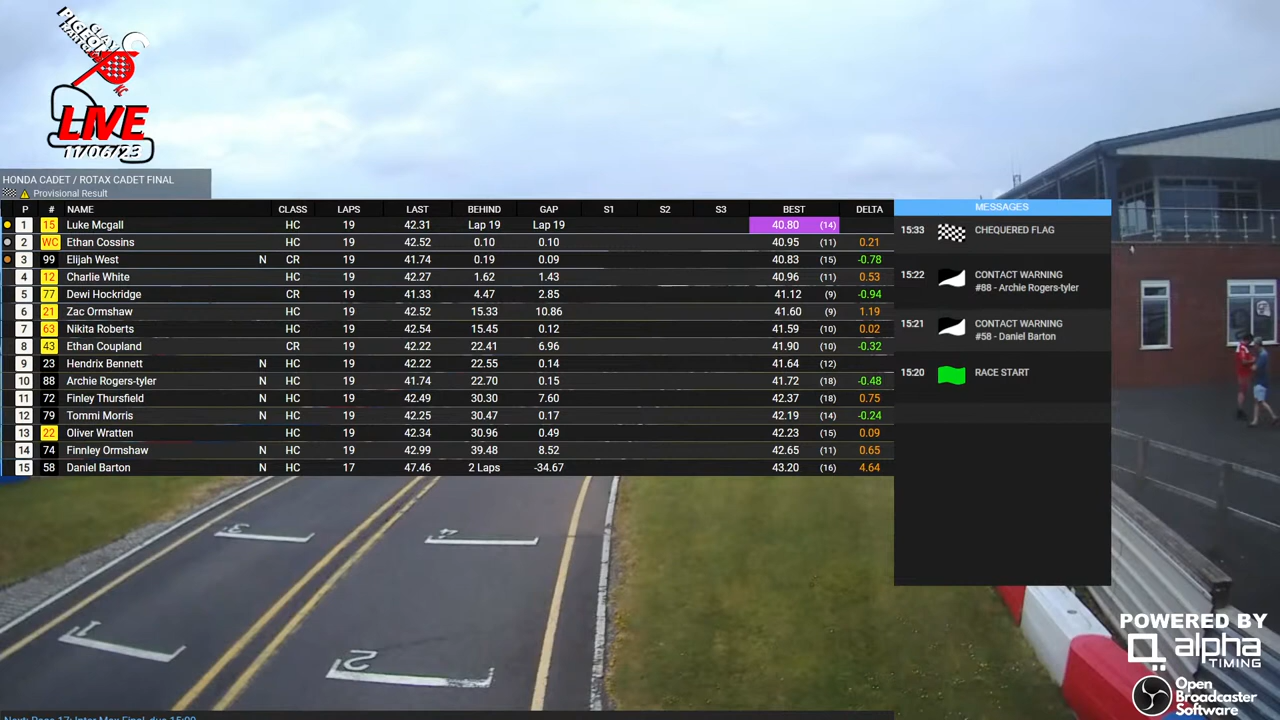 CLAY
PIGEON
KC
LIVE
11/06/23
HONDA CADET / ROTAX CADET FINAL
Provisional Result
P # NAME CLASS LAPS LAST BEHIND GAP S1 S2 S3 BEST DELTA
1 15 Luke Mcgall HC 19 42.31 Lap 19 Lap 19 40.80 (14)
2 WC Ethan Cossins HC 19 42.52 0.10 0.10 40.95 (11) 0.21
3 99 Elijah West N CR 19 41.74 0.19 0.09 40.83 (15) -0.78
4 12 Charlie White HC 19 42.27 1.62 1.43 40.96 (11) 0.53
5 77 Dewi Hockridge CR 19 41.33 4.47 2.85 41.12 (9) -0.94
6 21 Zac Ormshaw HC 19 42.52 15.33 10.86 41.60 (9) 1.19
7 63 Nikita Roberts HC 19 42.54 15.45 0.12 41.59 (10) 0.02
8 43 Ethan Coupland CR 19 42.22 22.41 6.96 41.90 (10) -0.32
9 23 Hendrix Bennett N HC 19 42.22 22.55 0.14 41.64 (12)
10 88 Archie Rogers-tyler N HC 19 41.74 22.70 0.15 41.72 (18) -0.48
11 72 Finley Thursfield N HC 19 42.49 30.30 7.60 42.37 (18) 0.75
12 79 Tommi Morris N HC 19 42.25 30.47 0.17 42.19 (14) -0.24
13 22 Oliver Wratten HC 19 42.34 30.96 0.49 42.23 (15) 0.09
14 74 Finnley Ormshaw N HC 19 42.99 39.48 8.52 42.65 (11) 0.65
15 58 Daniel Barton N HC 17 47.46 2 Laps -34.67 43.20 (16) 4.64
MESSAGES
15:33 CHEQUERED FLAG
15:22 CONTACT WARNING
#88 - Archie Rogers-tyler
15:21 CONTACT WARNING
#58 - Daniel Barton
15:20 RACE START
3
4
1
2
POWERED BY
alpha
TIMING
Open
Broadcaster
Software